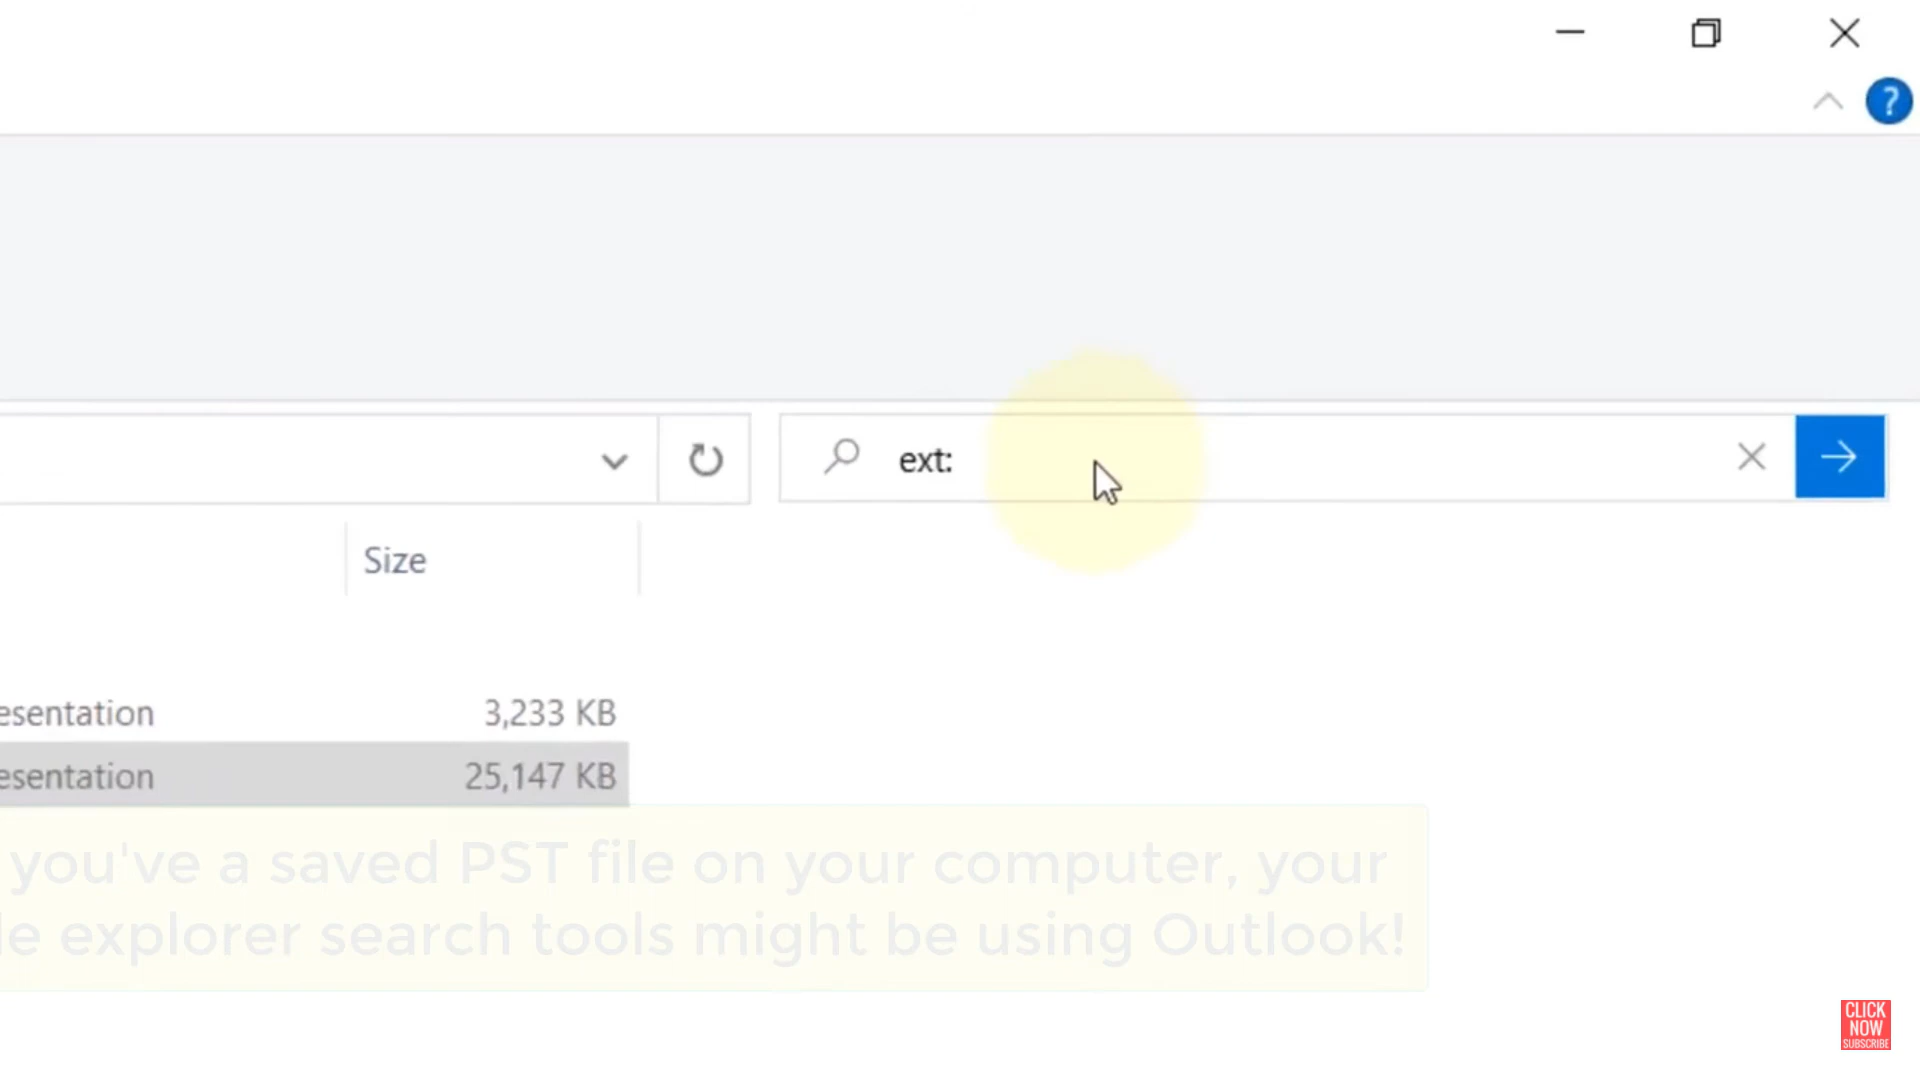 ?
ext:
Size
esentation 3,233 KB
esentation 25,147 KB
you've a saved PST file on your computer, your
le explorer search tools might be using Outlook!
CLICK
NOW
SUBSCRIBE